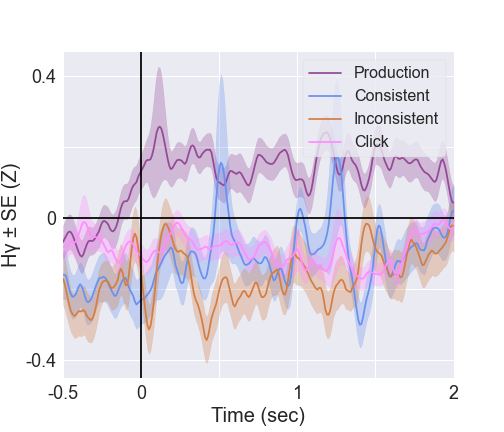 Production
Consistent
Inconsistent
Click
0.4
0
-0.4
Hγ ± SE (Z)
-0.5
0
1
2
Time (sec)